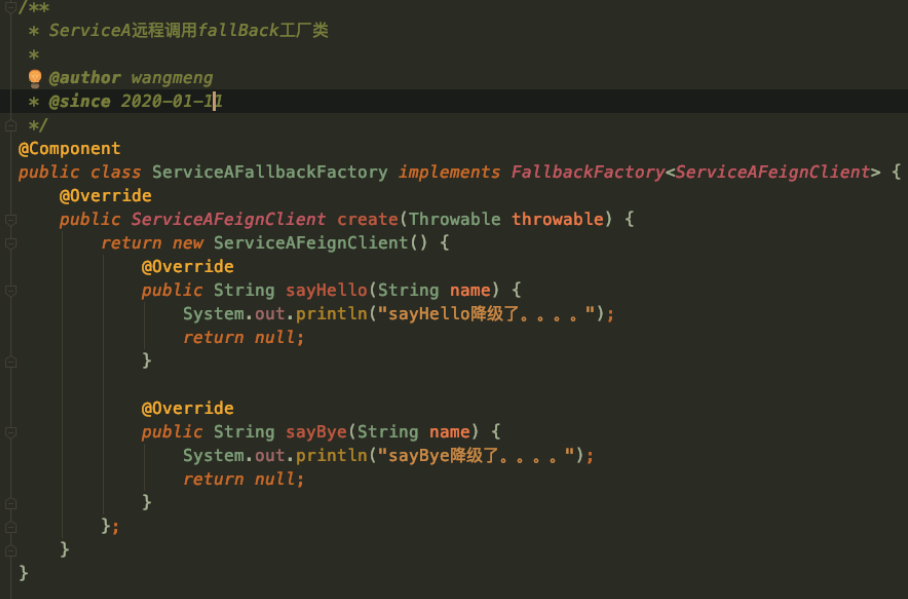 /**
 * ServiceA远程调用fallBack工厂类
 *
 * @author wangmeng
 * @since 2020-01-11
 */
@Component
public class ServiceAFallbackFactory implements FallbackFactory<ServiceAFeignClient> {
    @Override
    public ServiceAFeignClient create(Throwable throwable) {
        return new ServiceAFeignClient() {
            @Override
            public String sayHello(String name) {
                System.out.println("sayHello降级了。。。。");
                return null;
            }

            @Override
            public String sayBye(String name) {
                System.out.println("sayBye降级了。。。。");
                return null;
            }
        };
    }
}